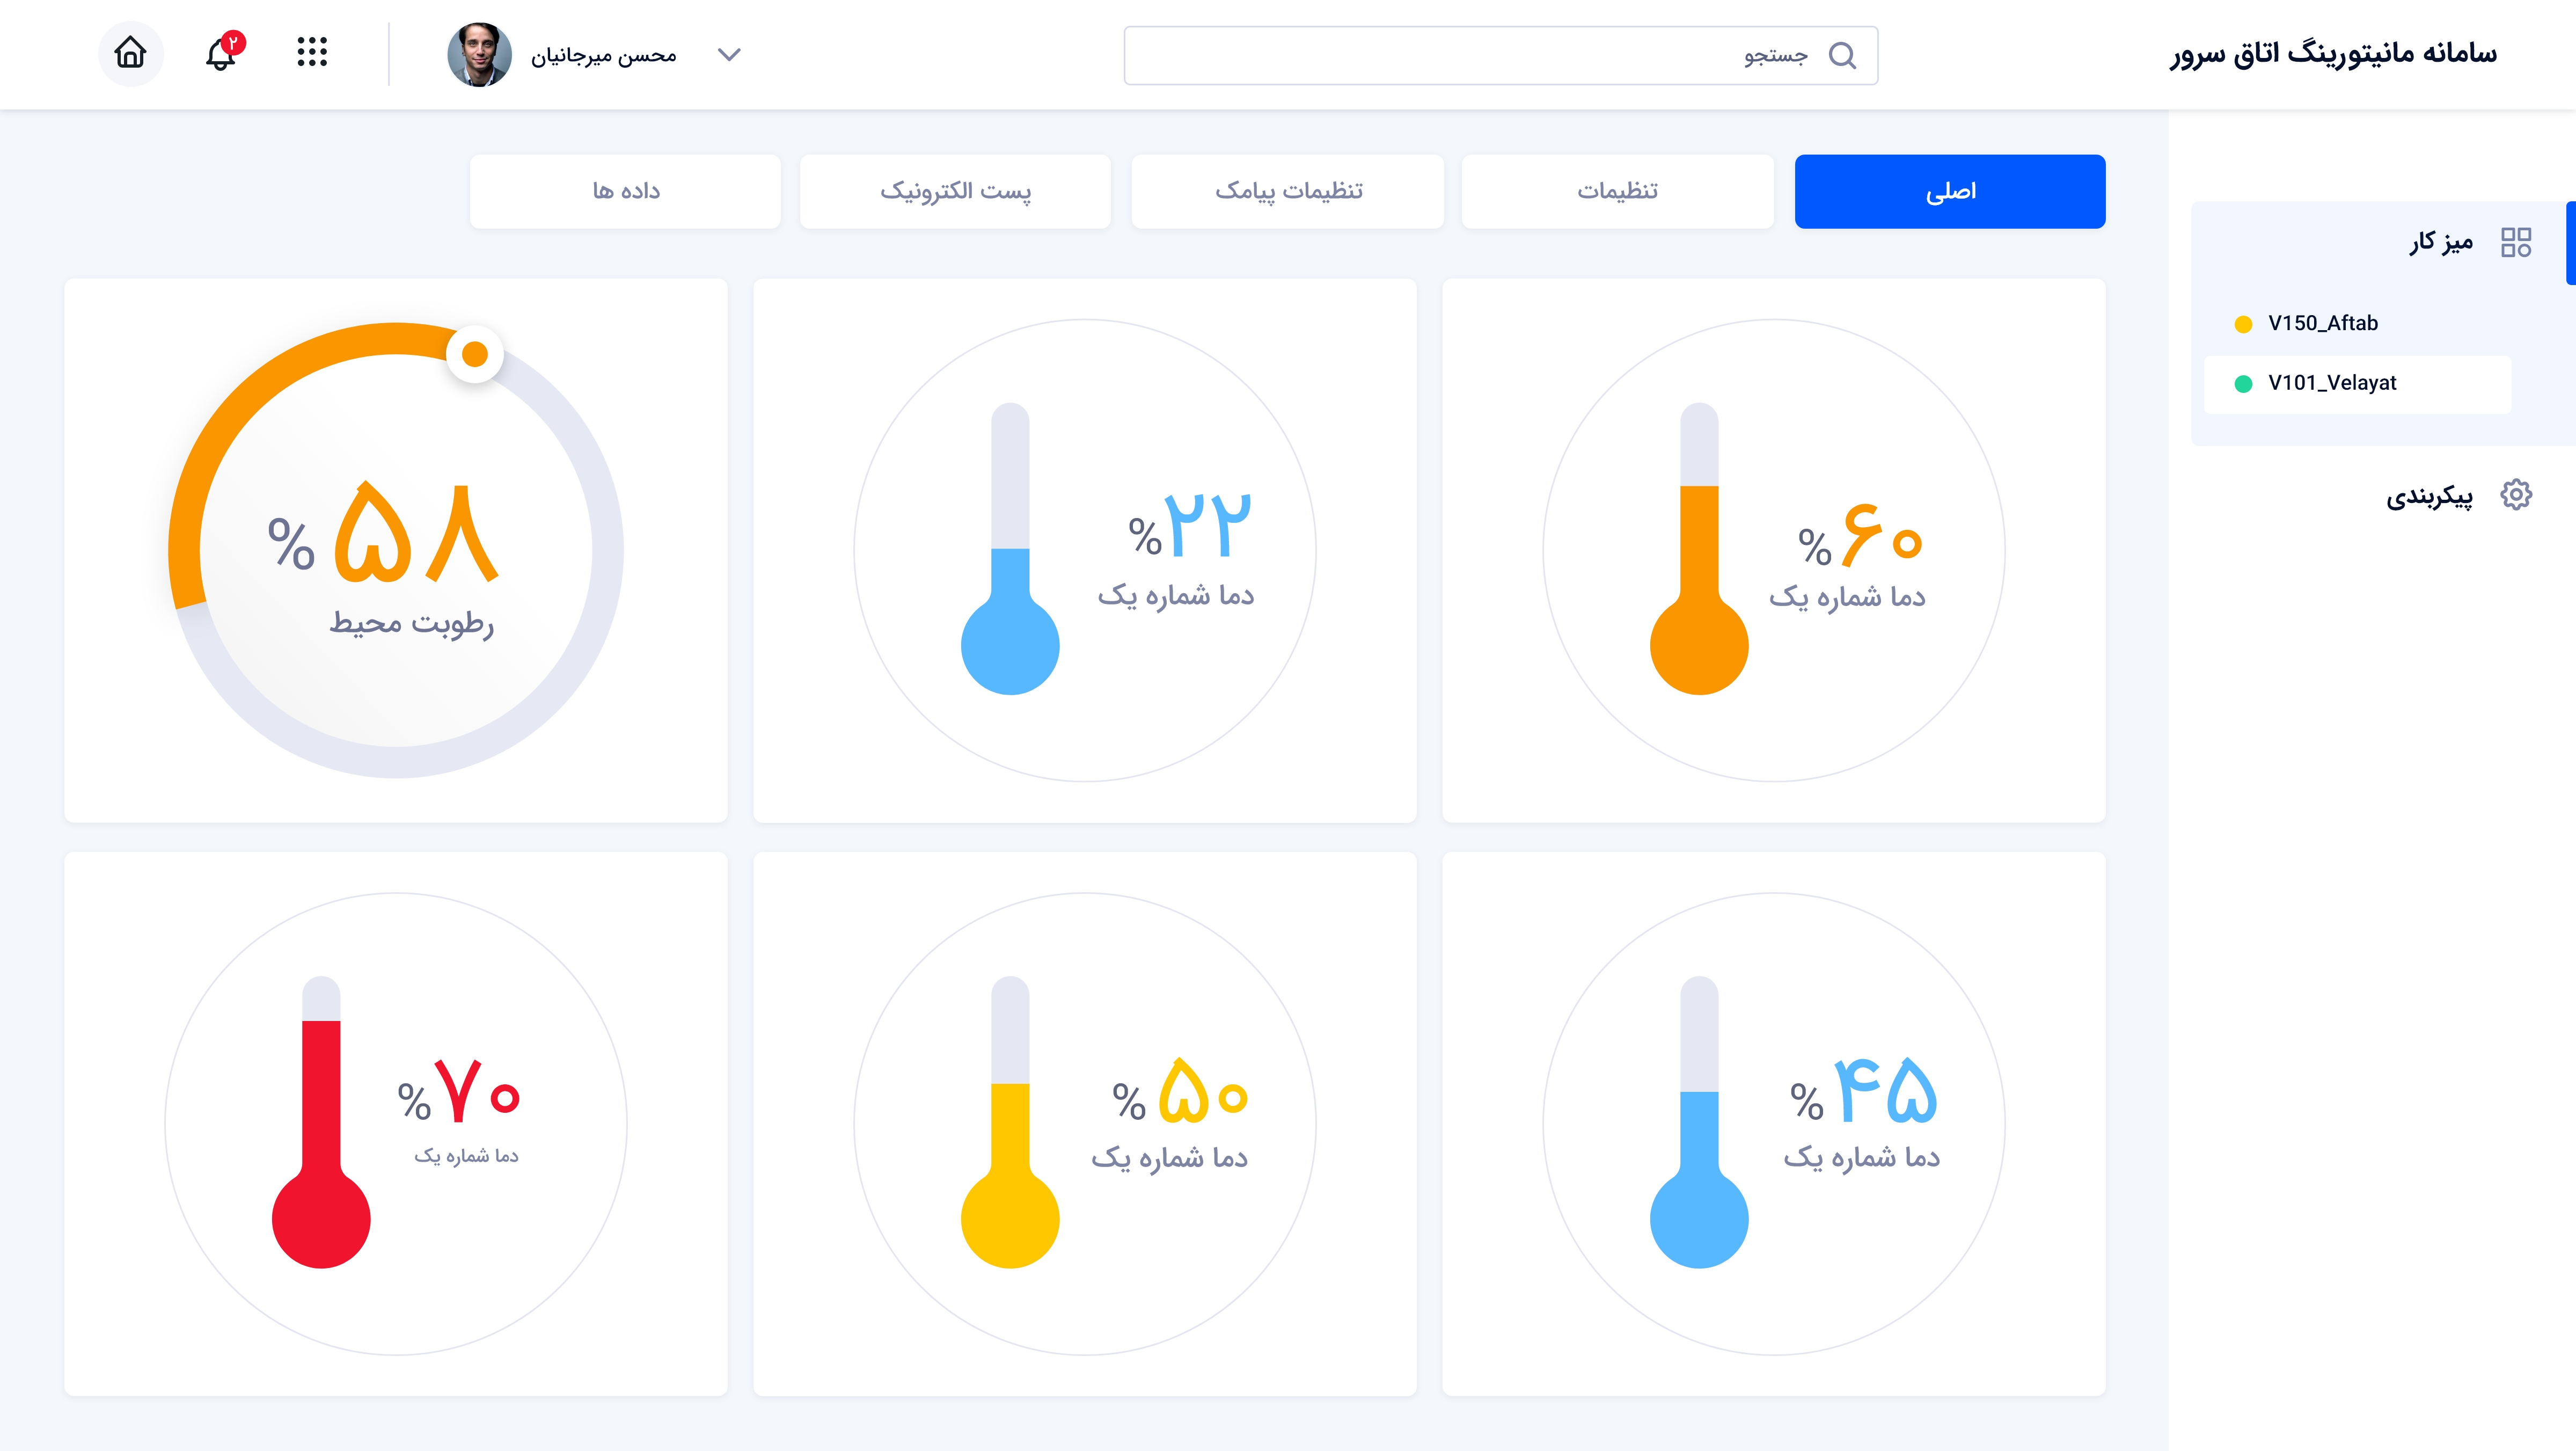 سامانه مانیتورینگ اتاق سرور
جستجو
محسن میرجانیان
۲
میز کار
V150_Aftab
V101_Velayat
پیکربندی
اصلی
تنظیمات
تنظیمات پیامک
پست الکترونیک
داده ها
۶۰%
دما شماره یک
۲۲%
دما شماره یک
۵۸%
رطوبت محیط
۴۵%
دما شماره یک
۵۰%
دما شماره یک
۷۰%
دما شماره یک